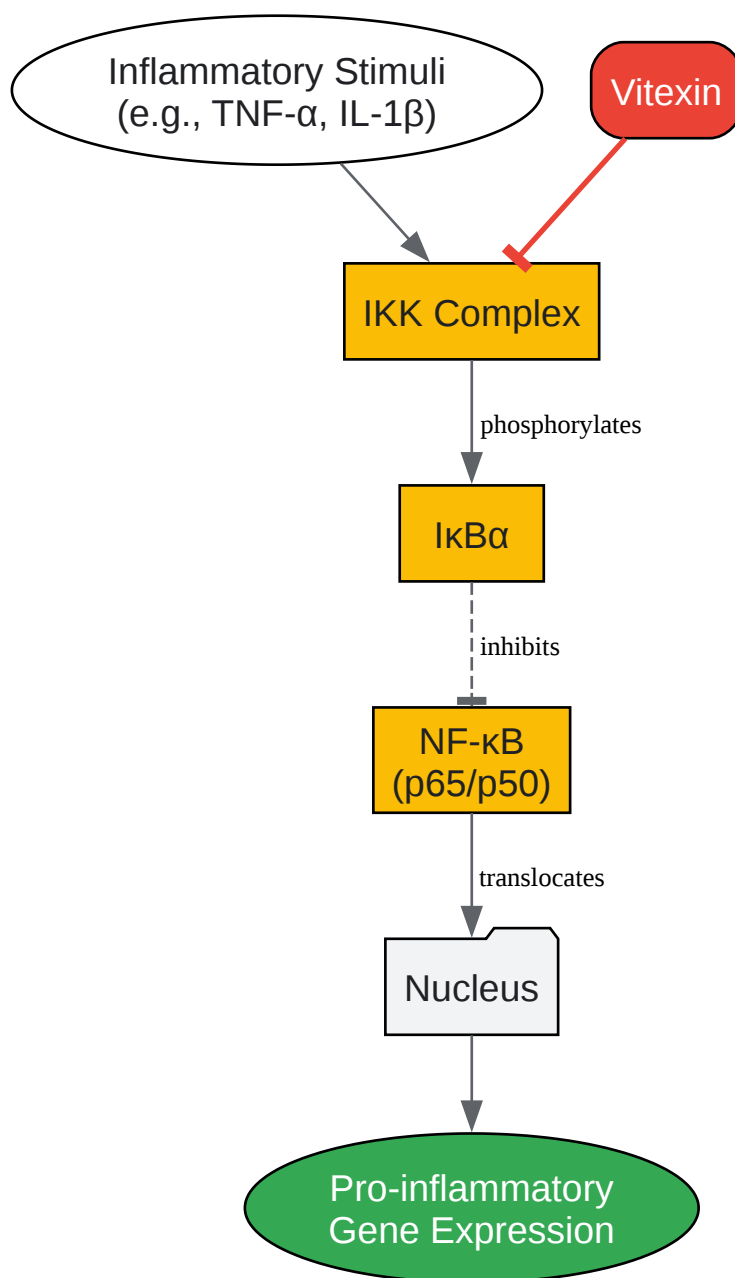 Inflammatory Stimuli
(e.g., TNF-α, IL-1β)
Vitexin
IKK Complex
phosphorylates
IκBα
inhibits
NF-κB
(p65/p50)
translocates
Nucleus
Pro-inflammatory
Gene Expression